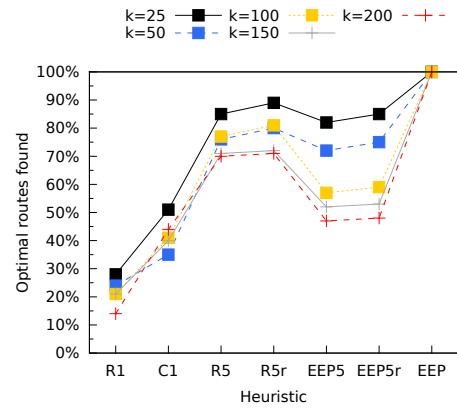 k=25 k=100 k=200
k=50 k=150
100%
90%
80%
70%
60%
50%
40%
30%
20%
10%
0%
Optimal routes found
R1 C1 R5 R5r EEP5 EEP5r EEP
Heuristic